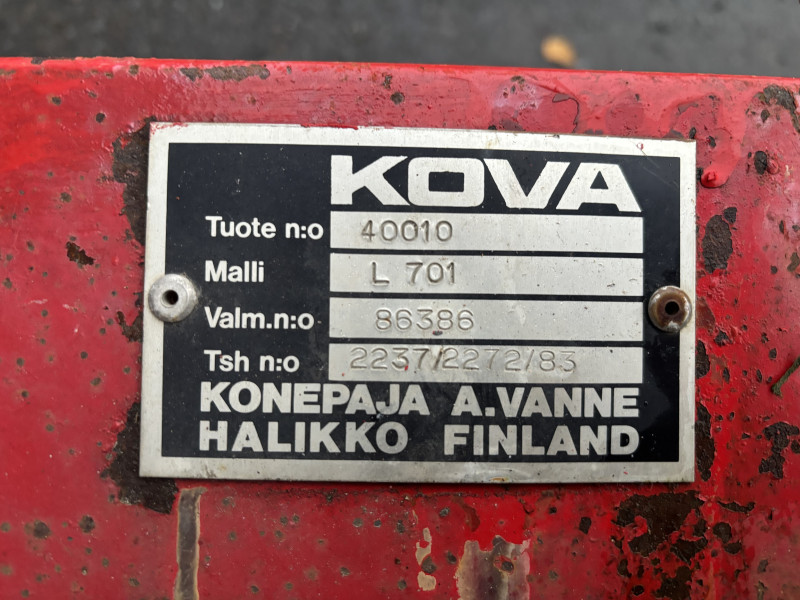 KOVA
Tuote n:o 40010
Malli L 701
Valm.n:o 86386
Tsh n:o 2237/2272/83
KONEPAJA A.VANNE
HALIKKO FINLAND